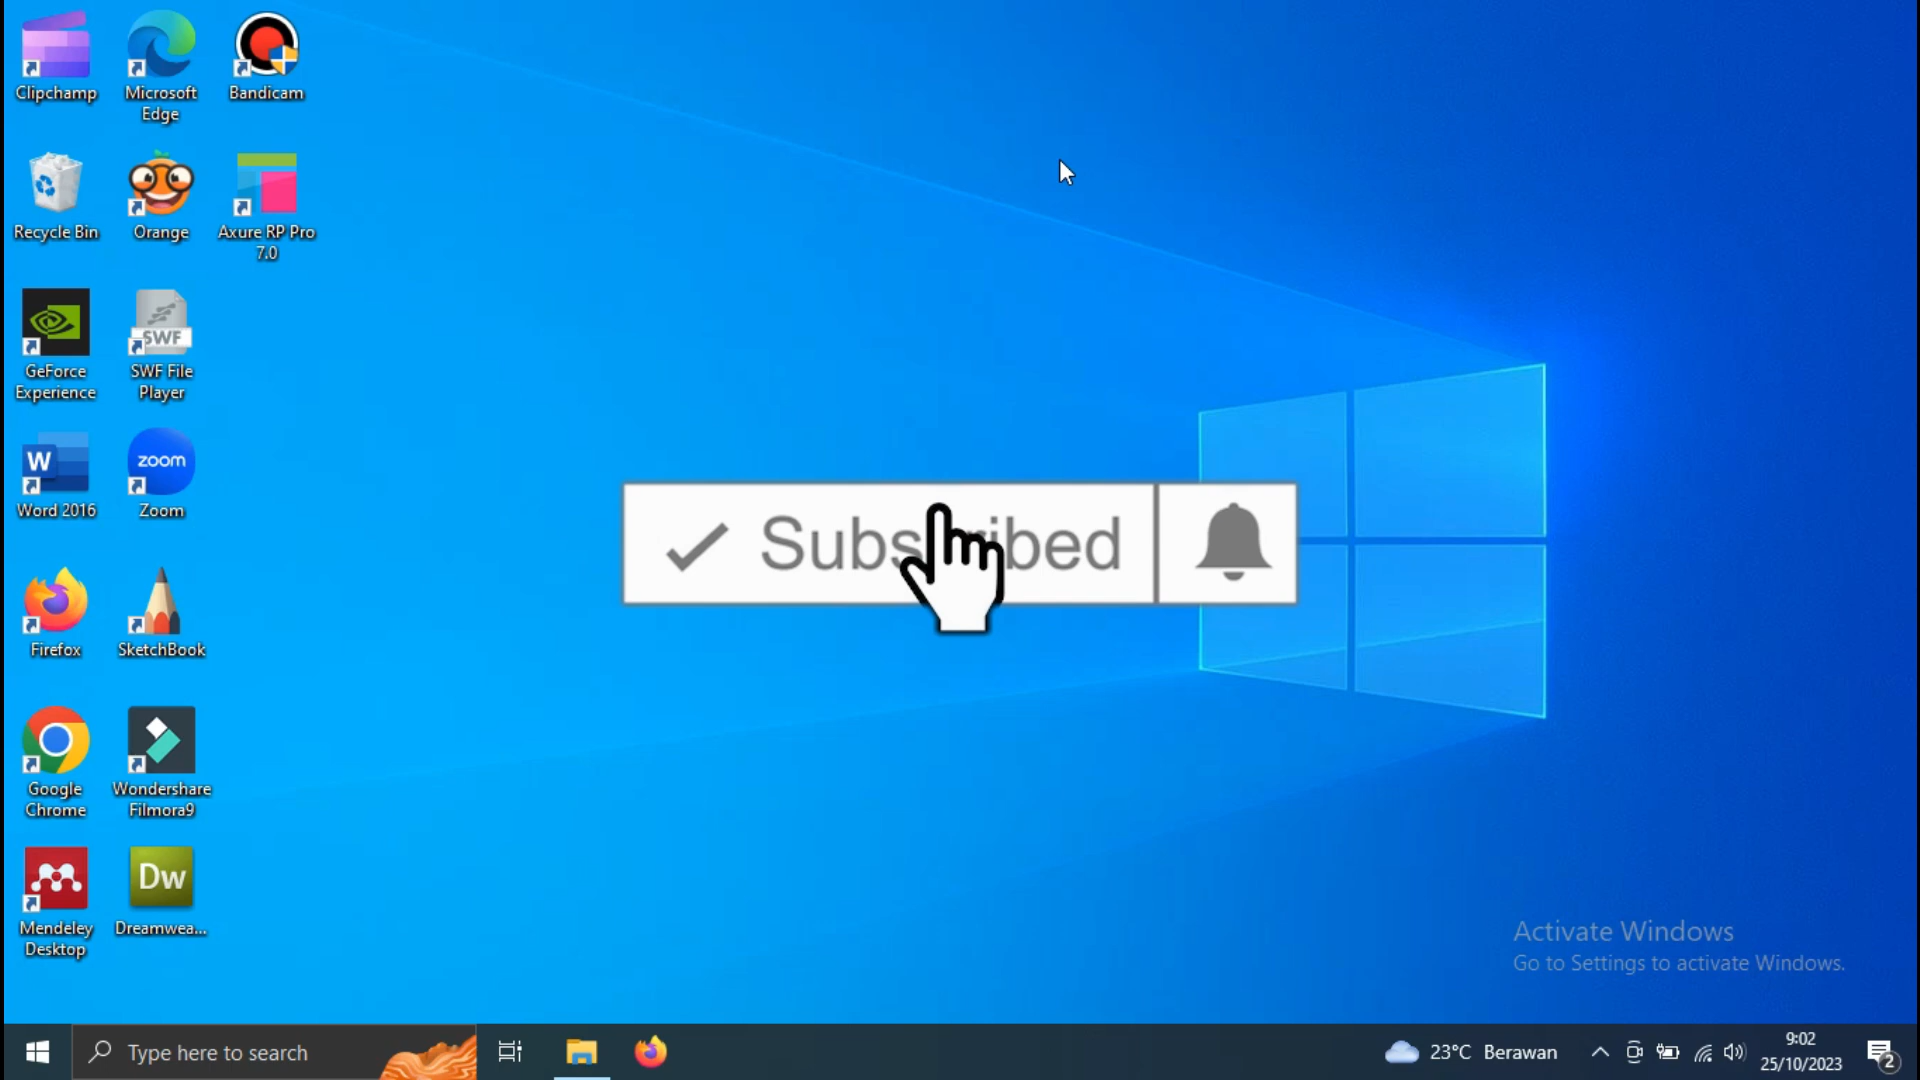 Clipchamp
Microsoft
Edge
Bandicam
Recycle Bin
Orange
Axure RP Pro
7.0
GeForce
Experience
SWF
SWF File
Player
W
Word 2016
zoom
Zoom
Firefox
SketchBook
Google
Chrome
Wondershare
Filmora9
Mendeley
Desktop
Dw
Dreamwea...
Subscribed
Activate Windows
Go to Settings to activate Windows.
Type here to search
23°C Berawan
9:02
25/10/2023
2